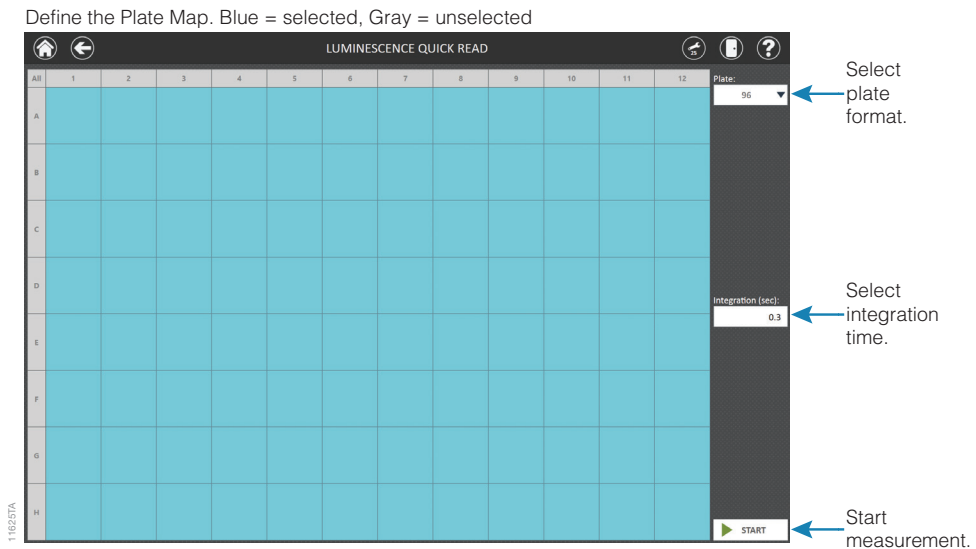 Define the Plate Map. Blue = selected, Gray = unselected
LUMINESCENCE QUICK READ
25
?
All 1 2 3 4 5 6 7 8 9 10 11 12
Plate:
96
Select
plate
format.
A
B
C
D
Integration (sec):
0.3
Select
integration
time.
E
F
G
H
START
Start
measurement.
11625TA